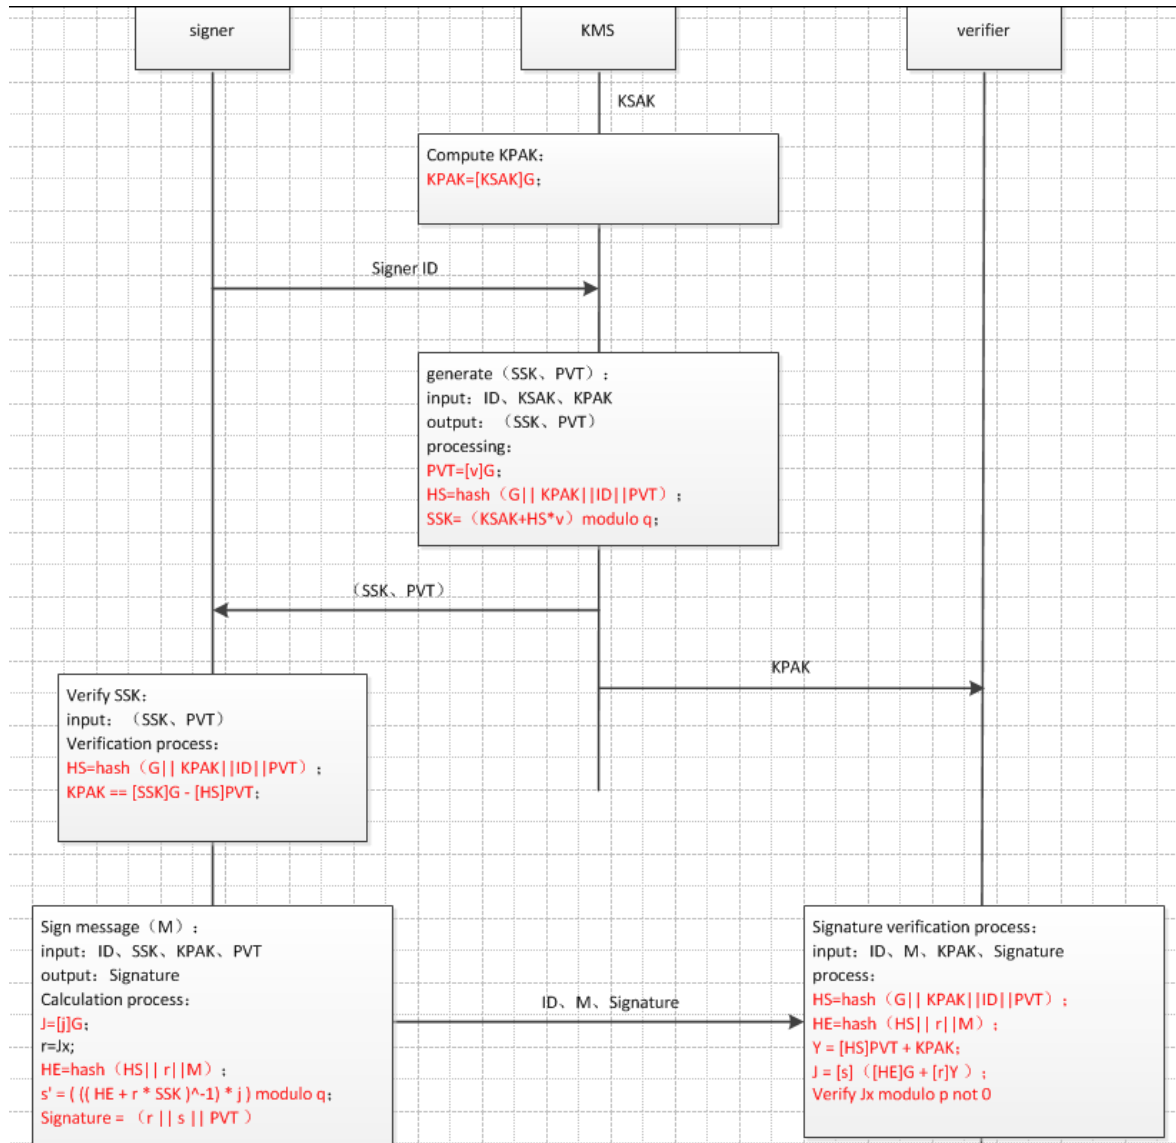 signer
KMS
verifier
KSAK
Compute KPAK：
KPAK=[KSAK]G；
Signer ID
generate（SSK、PVT）：
input：ID、KSAK、KPAK
output：（SSK、PVT）
processing：
PVT=[v]G；
HS=hash（G|| KPAK||ID||PVT）；
SSK=（KSAK+HS*v）modulo q；
（SSK、PVT）
KPAK
Verify SSK：
input：（SSK、PVT）
Verification process：
HS=hash（G|| KPAK||ID||PVT）；
KPAK == [SSK]G - [HS]PVT；
Sign message（M）：
input：ID、SSK、KPAK、PVT
output：Signature
Calculation process：
J=[j]G；
r=Jx;
HE=hash（HS|| r||M）；
s' = ( (( HE + r * SSK )^-1) * j ) modulo q；
Signature =（r || s || PVT ）
ID、M、Signature
Signature verification process：
input：ID、M、KPAK、Signature
process：
HS=hash（G|| KPAK||ID||PVT）；
HE=hash（HS|| r||M）；
Y = [HS]PVT + KPAK；
J = [s]（[HE]G + [r]Y ）；
Verify Jx modulo p not 0